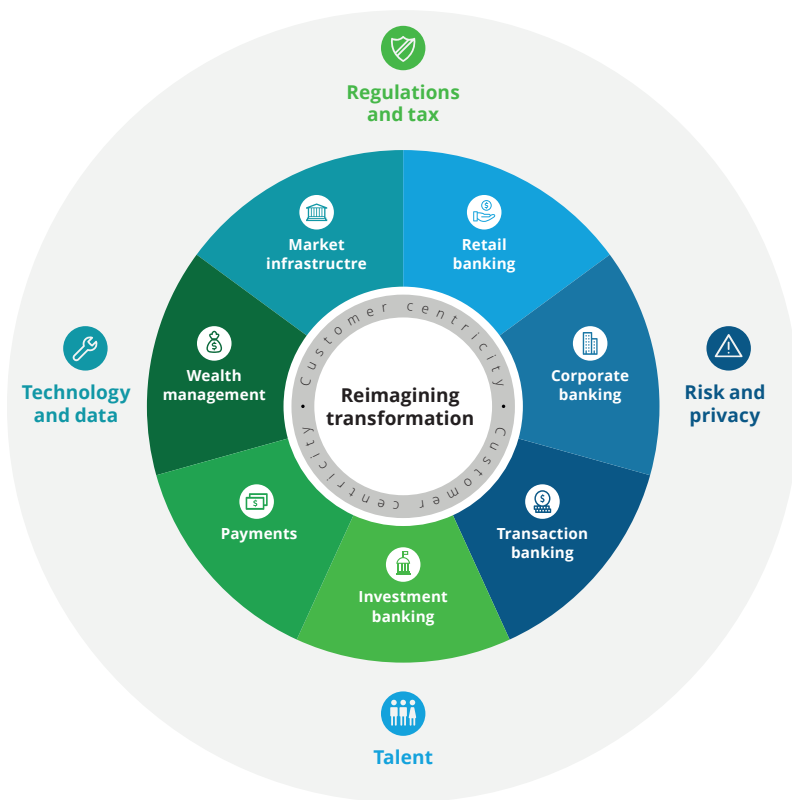 Regulations
and tax
Market
infrastructre
Retail
banking
Wealth
management
Corporate
banking
Technology
and data
Risk and
privacy
Customer centricity • Customer centricity •
Reimagining
transformation
Payments
$
Transaction
banking
$
Investment
banking
Talent
$
$